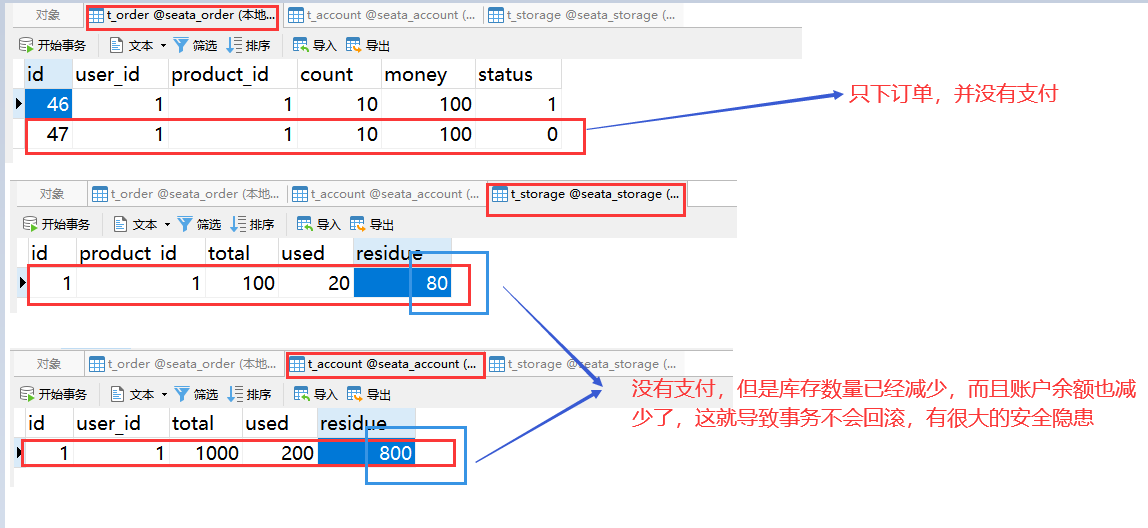 对象 t_order @seata_order (本地... t_account @seata_account (... t_storage @seata_storage (...
开始事务 文本 筛选 排序 导入 导出
id user_id product_id count money status
46 1 1 10 100 1
47 1 1 10 100 0
只下订单，并没有支付
对象 t_order @seata_order (本地... t_account @seata_account (... t_storage @seata_storage (...
开始事务 文本 筛选 排序 导入 导出
id product_id total used residue
1 1 100 20 80
对象 t_order @seata_order (本地... t_account @seata_account (... t_storage @seata_storage (...
开始事务 文本 筛选 排序 导入 导出
id user_id total used residue
1 1 1000 200 800
没有支付，但是库存数量已经减少，而且账户余额也减
少了，这就导致事务不会回滚，有很大的安全隐患